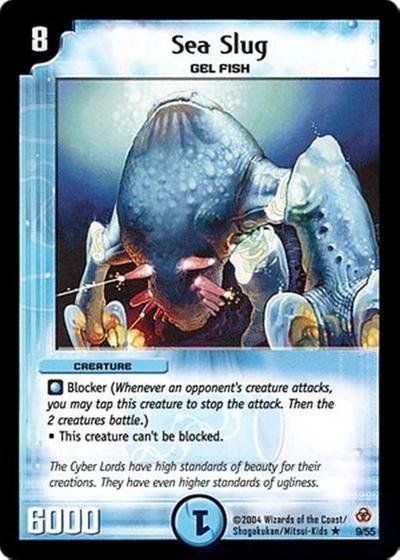 8
Sea Slug
GEL FISH
CREATURE
Blocker (Whenever an opponent's creature attacks,
you may tap this creature to stop the attack. Then the
2 creatures battle.)
▪ This creature can't be blocked.
The Cyber Lords have high standards of beauty for their
creations. They have even higher standards of ugliness.
6000
1
©2004 Wizards of the Coast/
Shogakukan/Mitsui-Kids ★ 9/55